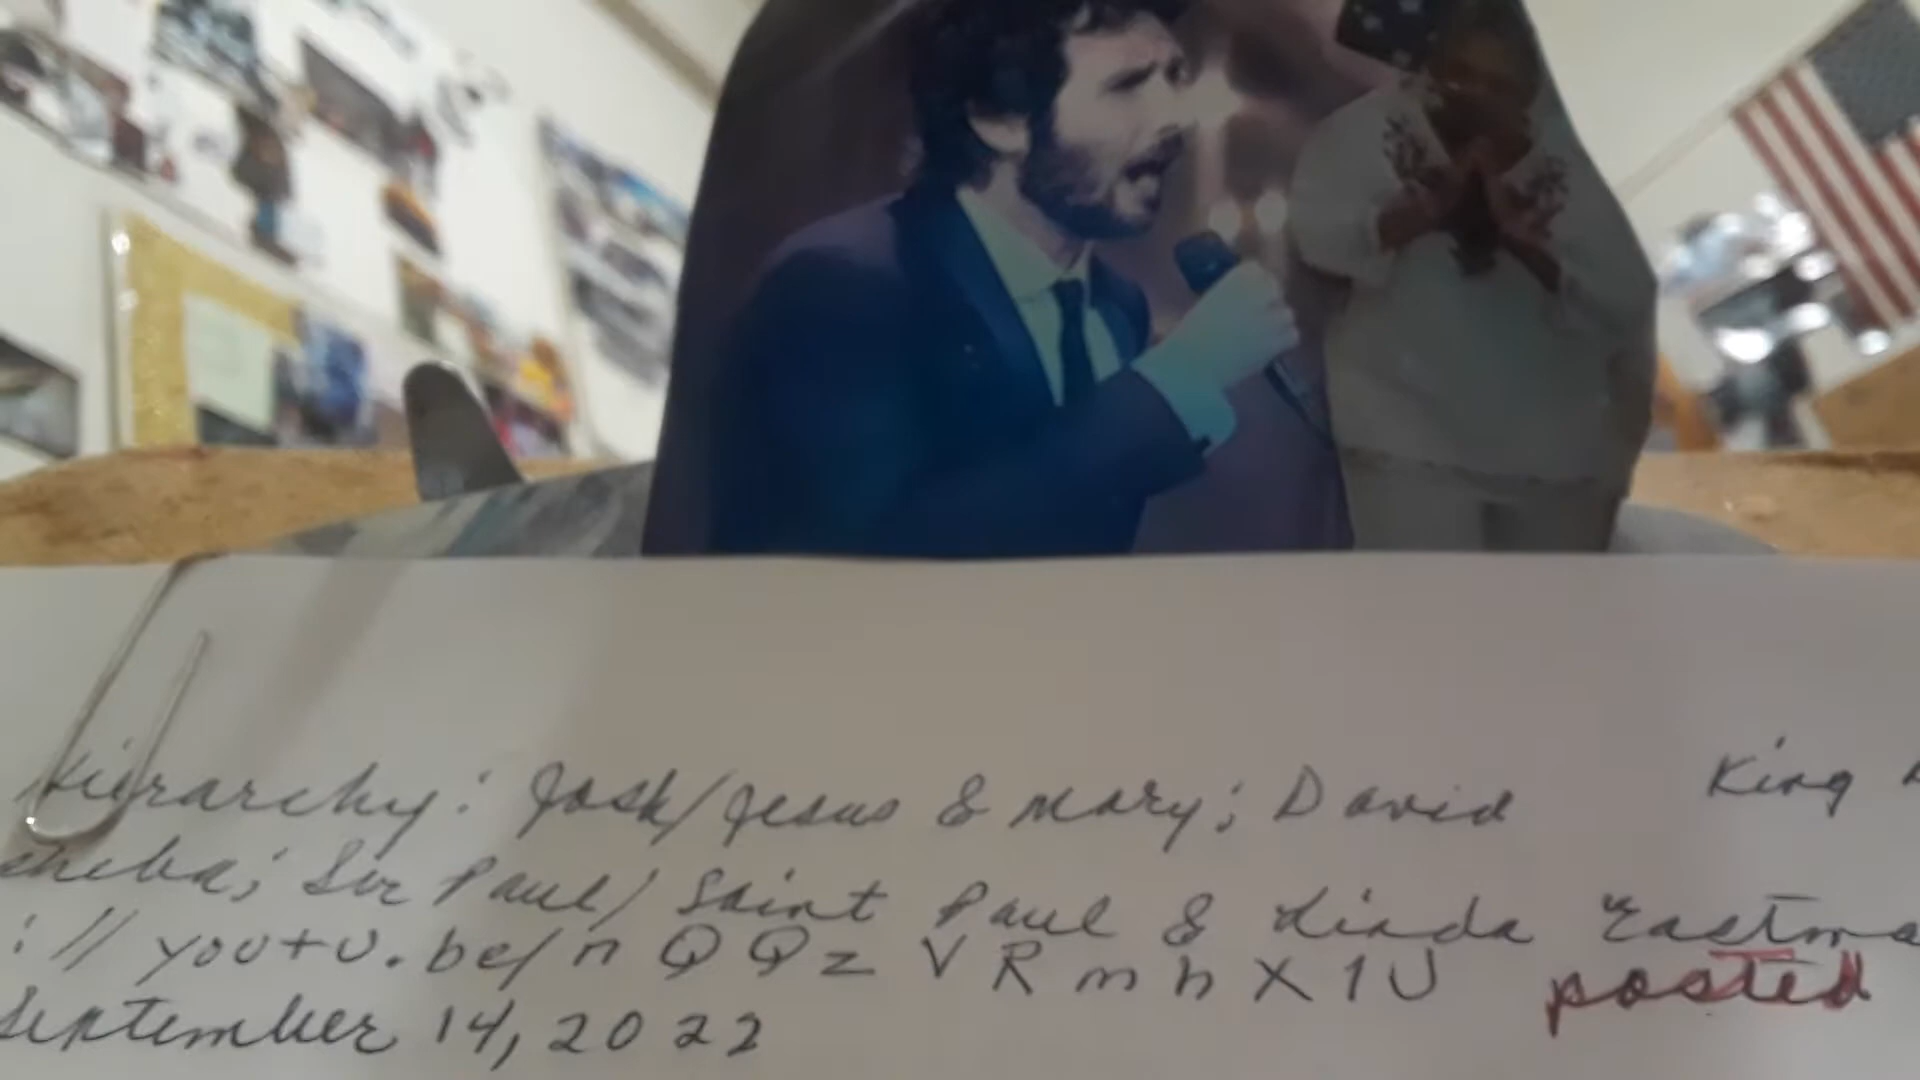 Hierarchy: Josh/Jesus & Mary; David King
sheba; Sir Paul/Saint Paul & Linda Eastma
://youtu.be/nQQzVRmhX1U posted
September 14, 2022